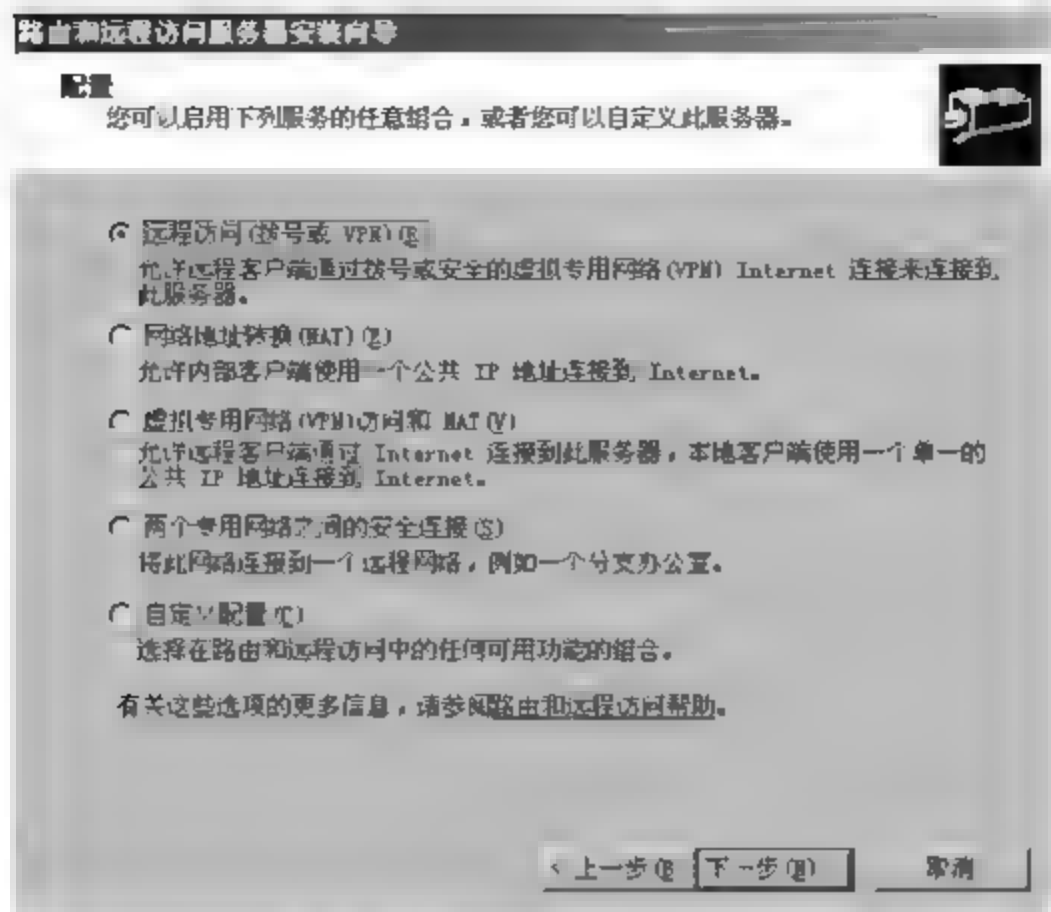 路由和远程访问服务器安装向导
配置
您可以启用下列服务的任意组合，或者您可以自定义此服务器。
远程访问(拨号或 VPN)(R)
允许远程客户端通过拨号或安全的虚拟专用网络(VPN) Internet 连接来连接到
此服务器。
网络地址转换(NAT)(E)
允许内部客户端使用一个公共 IP 地址连接到 Internet。
虚拟专用网络(VPN)访问和 NAT(V)
允许远程客户端通过 Internet 连接到此服务器，本地客户端使用一个单一的
公共 IP 地址连接到 Internet。
两个专用网络之间的安全连接(S)
将此网络连接到一个远程网络，例如一个分支办公室。
自定义配置(C)
选择在路由和远程访问中的任何可用功能的组合。
有关这些选项的更多信息，请参阅路由和远程访问帮助。
< 上一步(B) 下一步(N) 取消